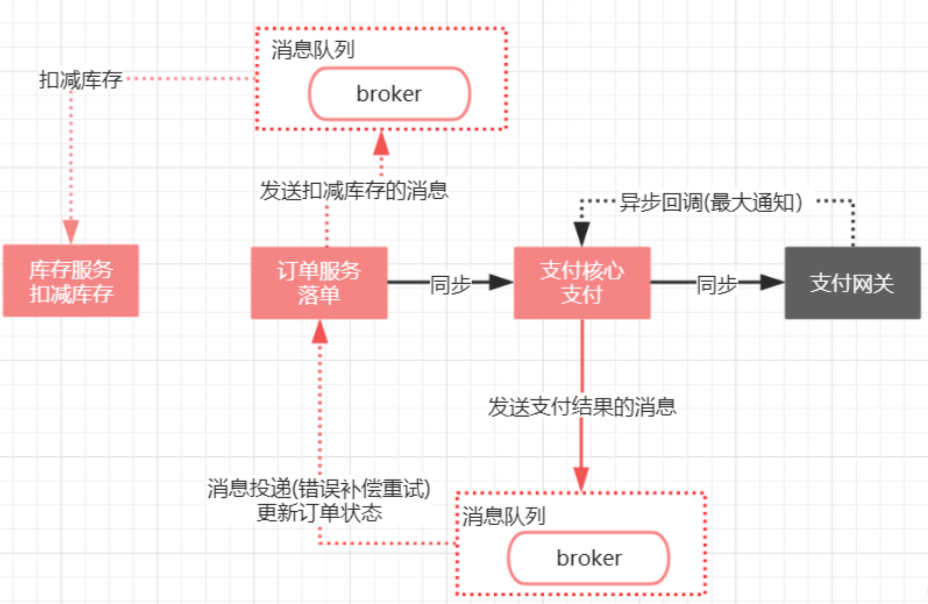 消息队列
broker
扣减库存
发送扣减库存的消息
异步回调(最大通知）
库存服务
扣减库存
订单服务
落单
同步
支付核心
支付
同步
支付网关
发送支付结果的消息
消息投递(错误补偿重试)
更新订单状态
消息队列
broker